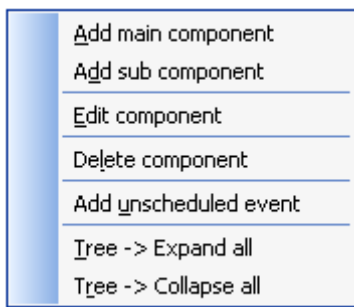 Add main component
Add sub component
Edit component
Delete component
Add unscheduled event
Tree -> Expand all
Tree -> Collapse all